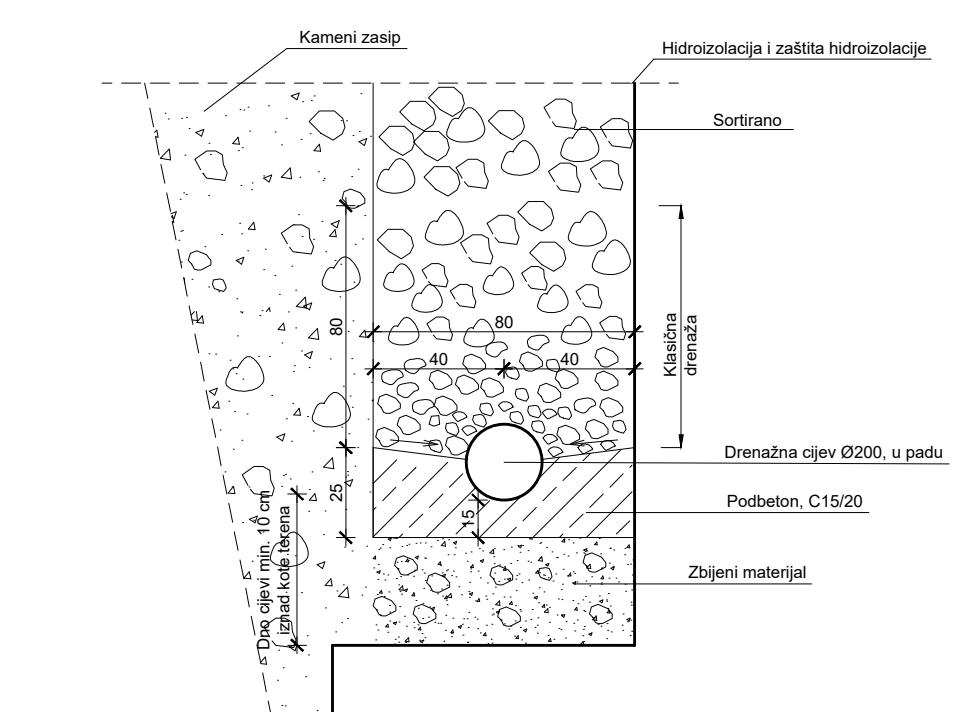 Kameni zasip
Hidroizolacija i zaštita hidroizolacije
Sortirano
80
80
40
40
Klasična
drenaža
Drenažna cijev Ø200, u padu
25
15
Podbeton, C15/20
Dno cijevi min. 10 cm
iznad kote terena
Zbijeni materijal